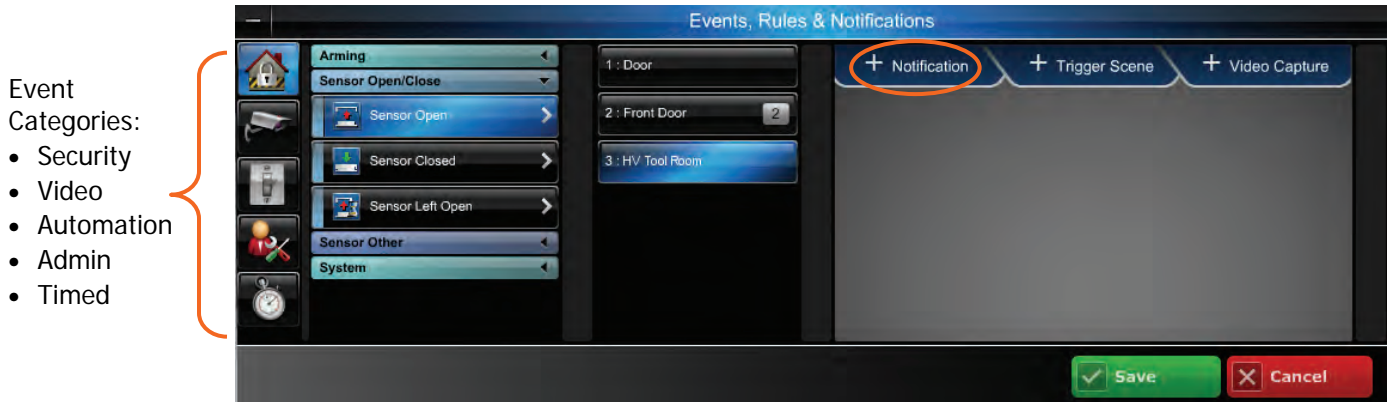 Events, Rules & Notifications
Event
Categories:
• Security
• Video
• Automation
• Admin
• Timed
Arming
Sensor Open/Close
Sensor Open
Sensor Closed
Sensor Left Open
Sensor Other
System
1 : Door
2 : Front Door 2
3 : HV Tool Room
+ Notification
+ Trigger Scene
+ Video Capture
Save
Cancel